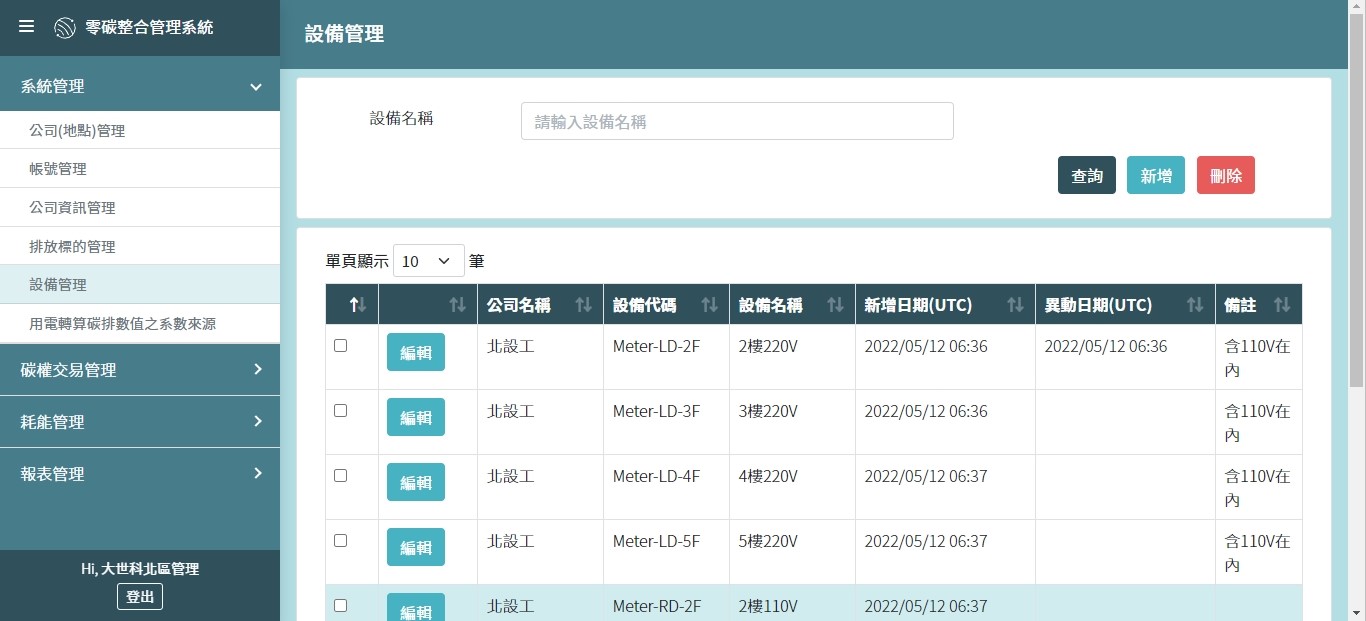 零碳整合管理系統
系統管理
公司(地點)管理
帳號管理
公司資訊管理
排放標的管理
設備管理
用電轉算碳排數值之系數來源
碳權交易管理
耗能管理
報表管理
Hi, 大世科北區管理
登出
設備管理
設備名稱
請輸入設備名稱
查詢 新增 刪除
單頁顯示 10 筆
公司名稱 設備代碼 設備名稱 新增日期(UTC) 異動日期(UTC) 備註
編輯 北設工 Meter-LD-2F 2樓220V 2022/05/12 06:36 2022/05/12 06:36 含110V在
內
編輯 北設工 Meter-LD-3F 3樓220V 2022/05/12 06:36 含110V在
內
編輯 北設工 Meter-LD-4F 4樓220V 2022/05/12 06:37 含110V在
內
編輯 北設工 Meter-LD-5F 5樓220V 2022/05/12 06:37 含110V在
內
編輯 北設工 Meter-RD-2F 2樓110V 2022/05/12 06:37